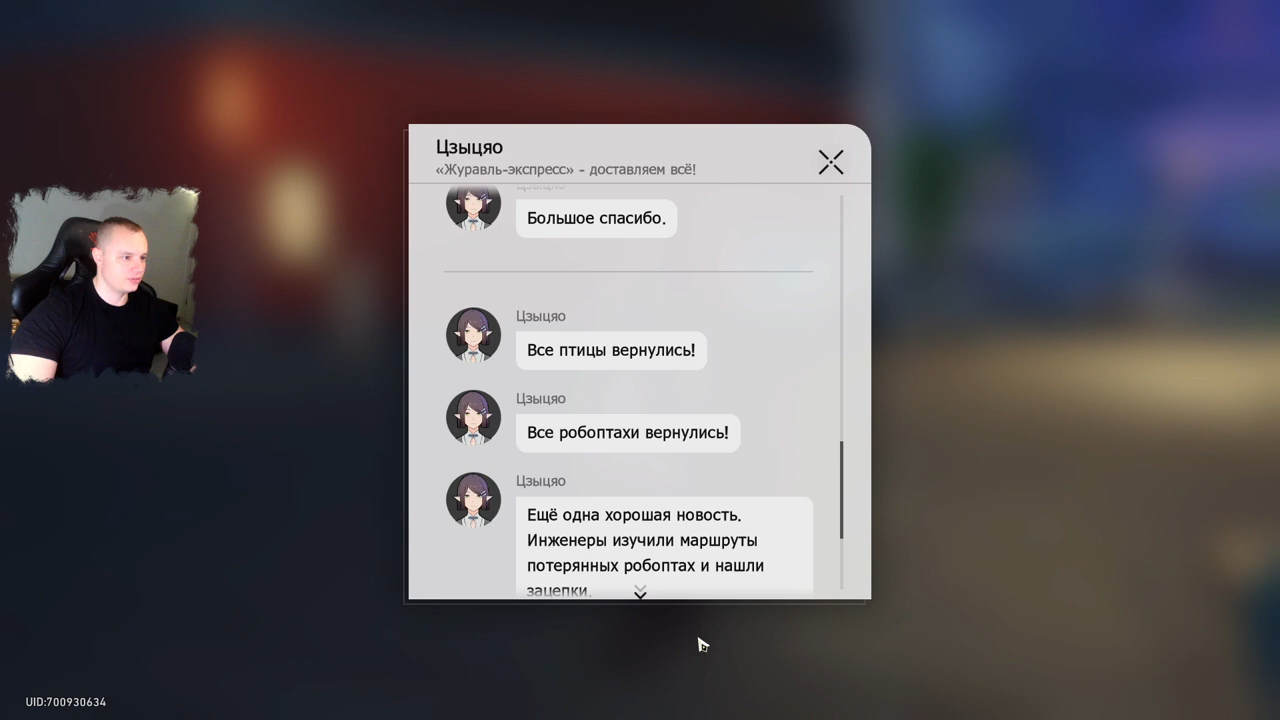 Цзыцяо
«Журавль-экспресс» - доставляем всё!
Большое спасибо.
Цзыцяо
Все птицы вернулись!
Цзыцяо
Все робоптахи вернулись!
Цзыцяо
Ещё одна хорошая новость.
Инженеры изучили маршруты
потерянных робоптах и нашли
зацепки.
UID:700930634